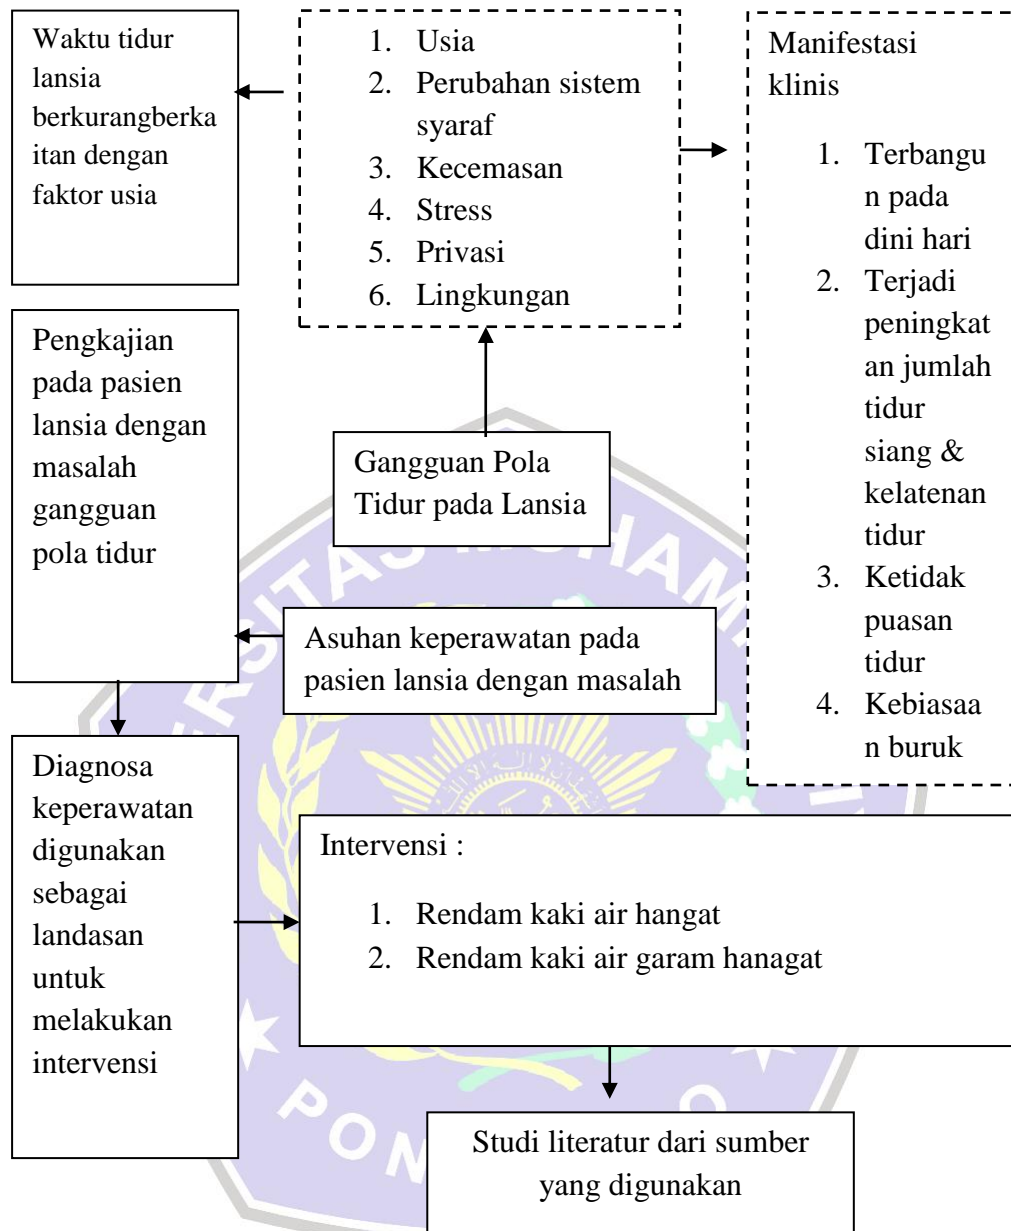 Waktu tidur
lansia
berkurangberka
itan dengan
faktor usia
1. Usia
2. Perubahan sistem
syaraf
3. Kecemasan
4. Stress
5. Privasi
6. Lingkungan
Manifestasi
klinis
1. Terbangu
n pada
dini hari
2. Terjadi
peningkat
an jumlah
tidur
siang &
kelatenan
tidur
3. Ketidak
puasan
tidur
4. Kebiasaa
n buruk
Pengkajian
pada pasien
lansia dengan
masalah
gangguan
pola tidur
Gangguan Pola
Tidur pada Lansia
Asuhan keperawatan pada
pasien lansia dengan masalah
Diagnosa
keperawatan
digunakan
sebagai
landasan
untuk
melakukan
intervensi
Intervensi :
1. Rendam kaki air hangat
2. Rendam kaki air garam hanagat
Studi literatur dari sumber
yang digunakan